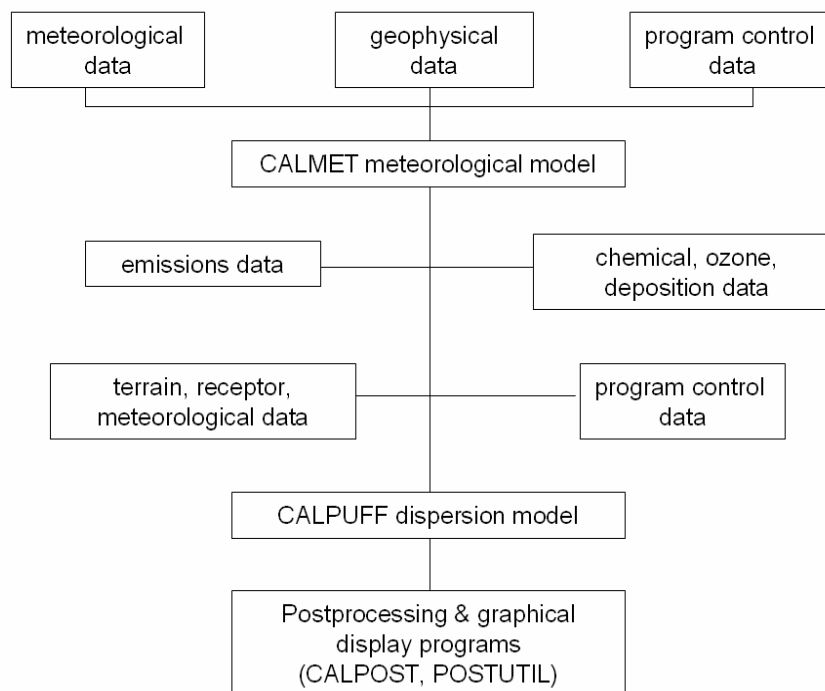 meteorological
data
geophysical
data
program control
data
CALMET meteorological model
emissions data
chemical, ozone,
deposition data
terrain, receptor,
meteorological data
program control
data
CALPUFF dispersion model
Postprocessing & graphical
display programs
(CALPOST, POSTUTIL)